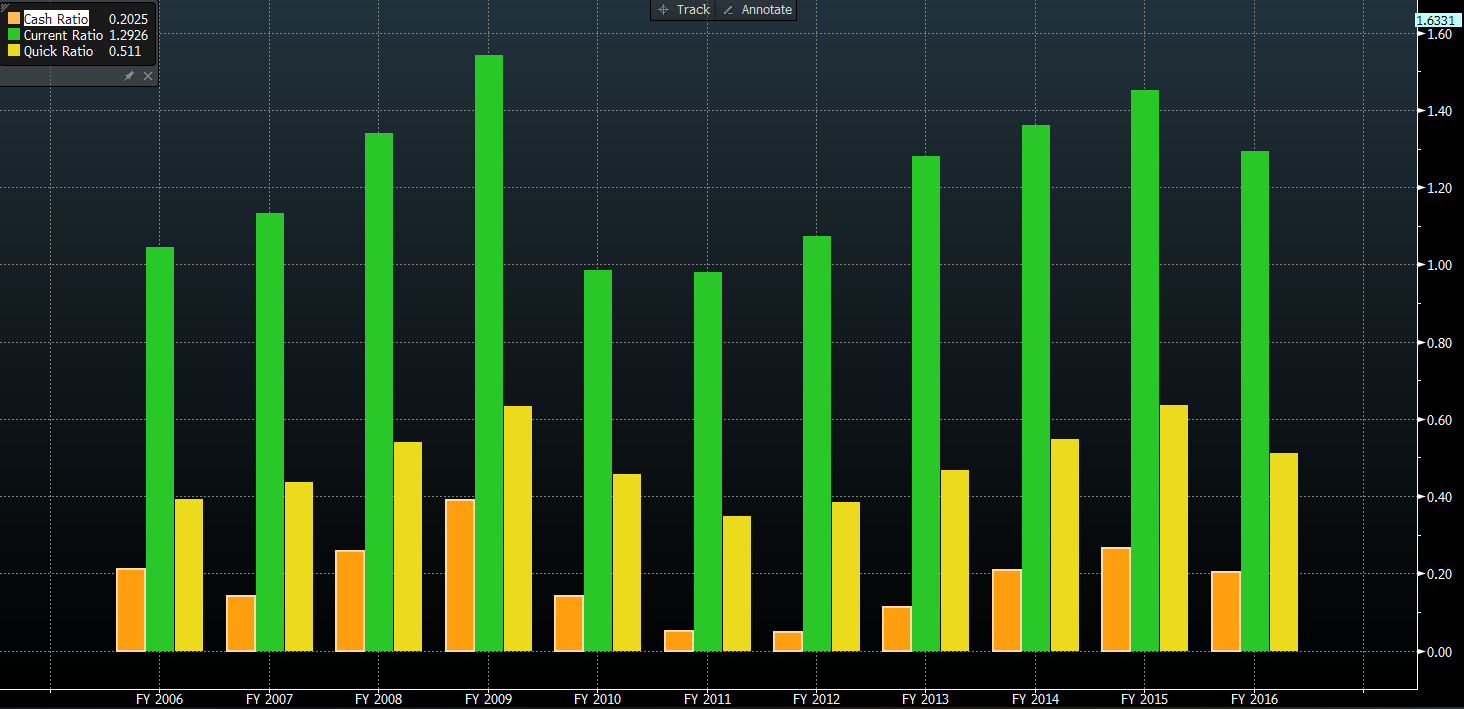 Track Annotate
Cash Ratio 0.2025
Current Ratio 1.2926
Quick Ratio 0.511
1.6331
1.60
1.40
1.20
1.00
0.80
0.60
0.40
0.20
0.00
FY 2006 FY 2007 FY 2008 FY 2009 FY 2010 FY 2011 FY 2012 FY 2013 FY 2014 FY 2015 FY 2016